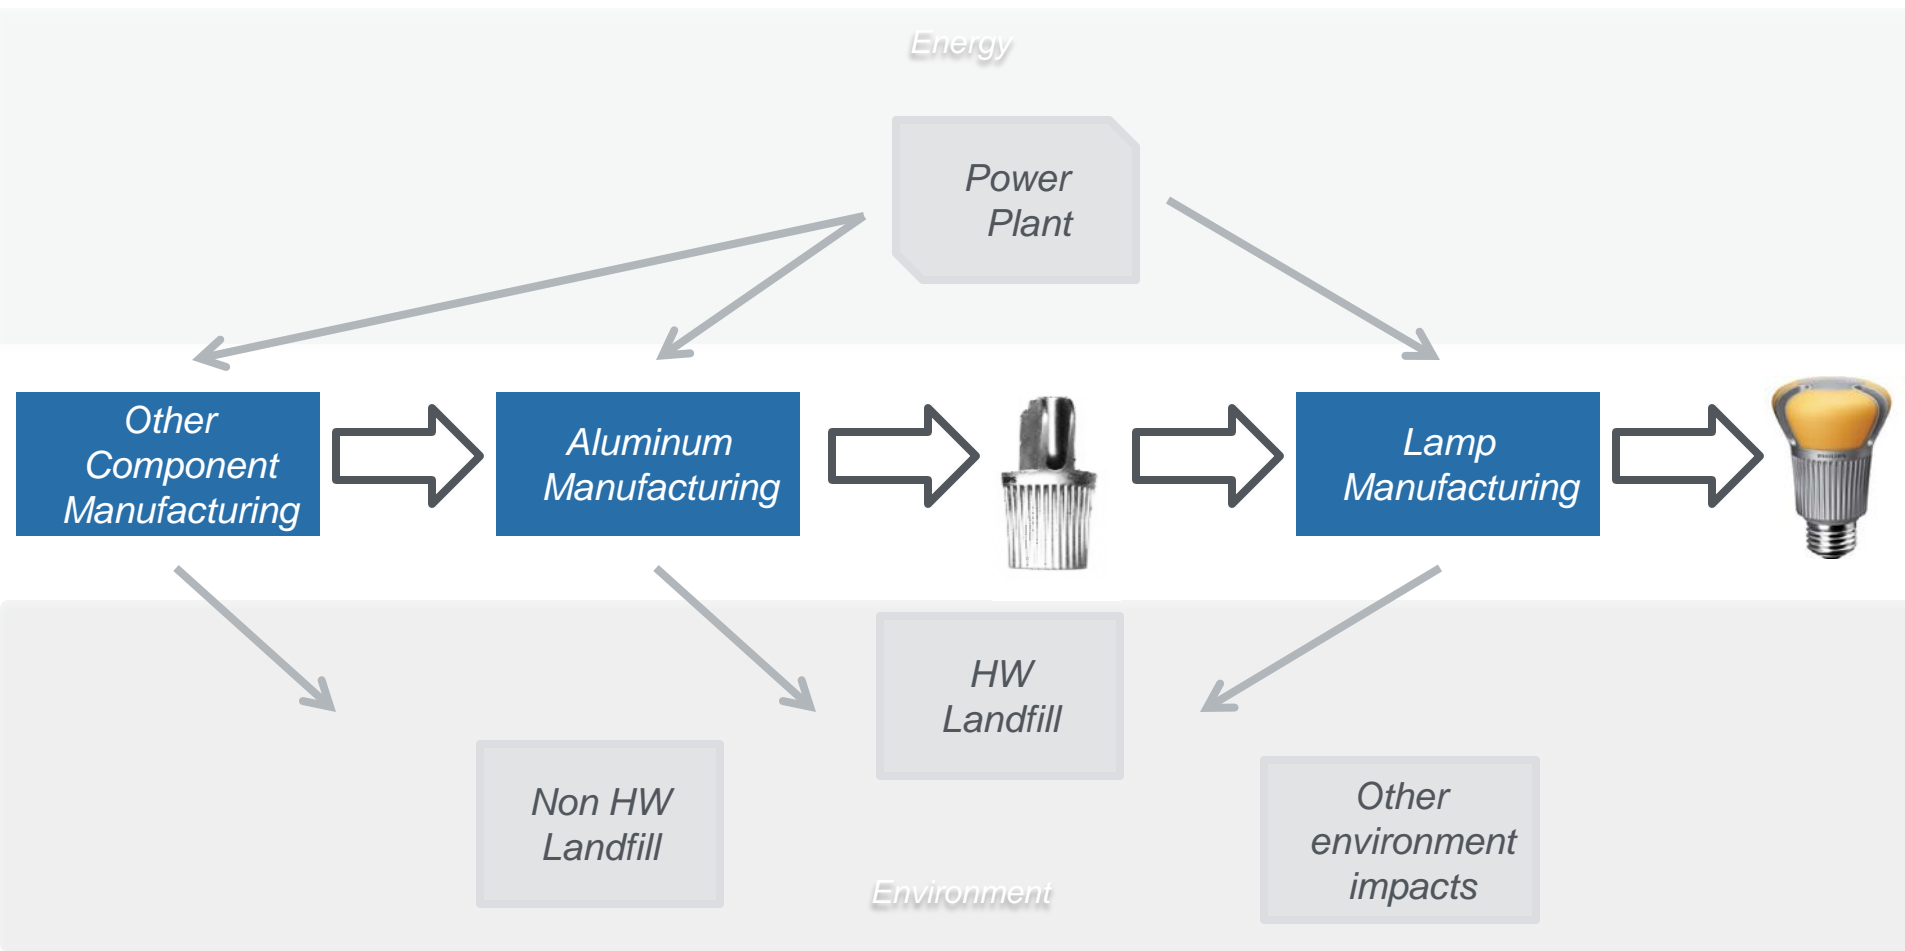 Energy
Power
Plant
Other
Component
Manufacturing
Aluminum
Manufacturing
Lamp
Manufacturing
HW
Landfill
Non HW
Landfill
Other
environment
impacts
Environment